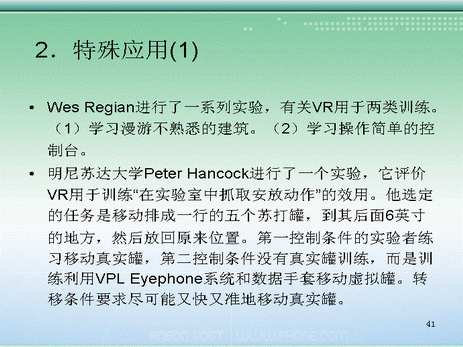 2．特殊应用(1)
• Wes Regian进行了一系列实验，有关VR用于两类训练。
（1）学习漫游不熟悉的建筑。（2）学习操作简单的控
制台。
• 明尼苏达大学Peter Hancock进行了一个实验，它评价
VR用于训练“在实验室中抓取安放动作”的效用。他选定
的任务是移动排成一行的五个苏打罐，到其后面6英寸
的地方，然后放回原来位置。第一控制条件的实验者练
习移动真实罐，第二控制条件没有真实罐训练，而是训
练利用VPL Eyephone系统和数据手套移动虚拟罐。转
移条件要求尽可能又快又准地移动真实罐。
41